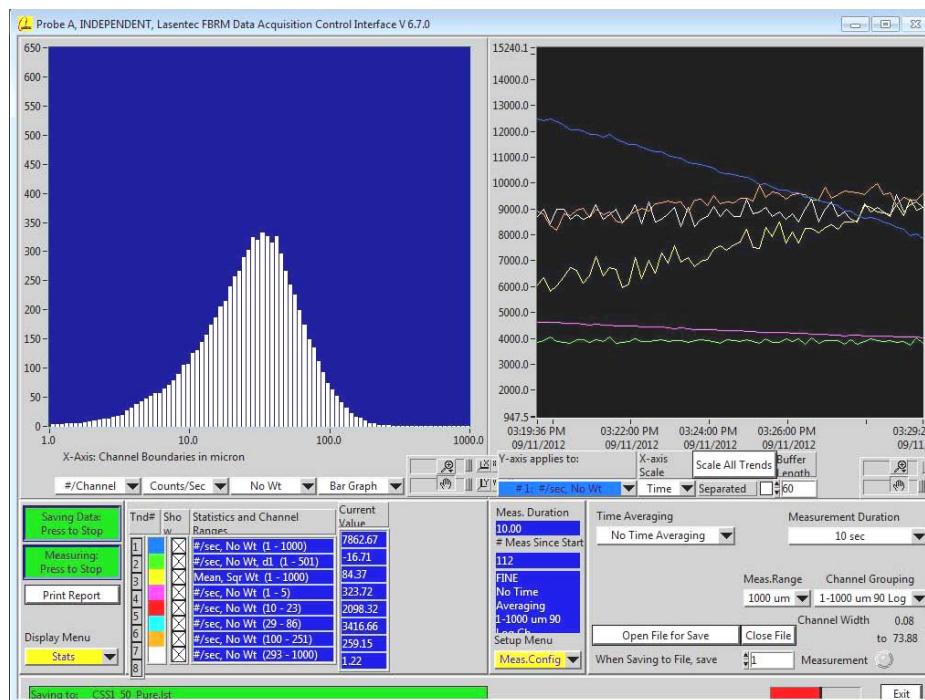 Probe A, INDEPENDENT, Lasentec FBRM Data Acquisition Control Interface V 6.7.0
650
600
550
500
450
400
350
300
250
200
150
100
50
0
1.0 10.0 100.0 1000.0
X-Axis: Channel Boundaries in micron
#/Channel Counts/Sec No Wt Bar Graph
15240.1
14000.0
13000.0
12000.0
11000.0
10000.0
9000.0
8000.0
7000.0
6000.0
5000.0
4000.0
3000.0
2000.0
947.5
03:19:36 PM 03:22:00 PM 03:24:00 PM 03:26:00 PM 03:29:2
09/11/2012 09/11/2012 09/11/2012 09/11/2012 09/11
Y-axis applies to: X-axis Scale Scale All Trends Buffer Length
#1: #/sec, No Wt Time Separated 60
Saving Data:
Press to Stop
Measuring:
Press to Stop
Print Report
Display Menu
Stats
Tnd# Sho w Statistics and Channel Ranges Current Value
1 #/sec, No Wt (1 - 1000) 7862.67
2 #/sec, No Wt, d1 (1 - 501) -16.71
3 Mean, Sqr Wt (1 - 1000) 84.37
4 #/sec, No Wt (1 - 5) 323.72
5 #/sec, No Wt (10 - 23) 2098.32
6 #/sec, No Wt (29 - 86) 3416.66
7 #/sec, No Wt (100 - 251) 259.15
8 #/sec, No Wt (293 - 1000) 1.22
Meas. Duration
10.00
# Meas Since Start
112
FINE
No Time
Averaging
1-1000 um 90
Log Ch
Setup Menu
Meas.Config
Time Averaging Measurement Duration
No Time Averaging 10 sec
Meas.Range Channel Grouping
1000 um 1-1000 um 90 Log
Channel Width 0.08
Open File for Save Close File to 73.88
When Saving to File, save 1 Measurement
Saving to: CSS1_50_Pure.lst
Exit